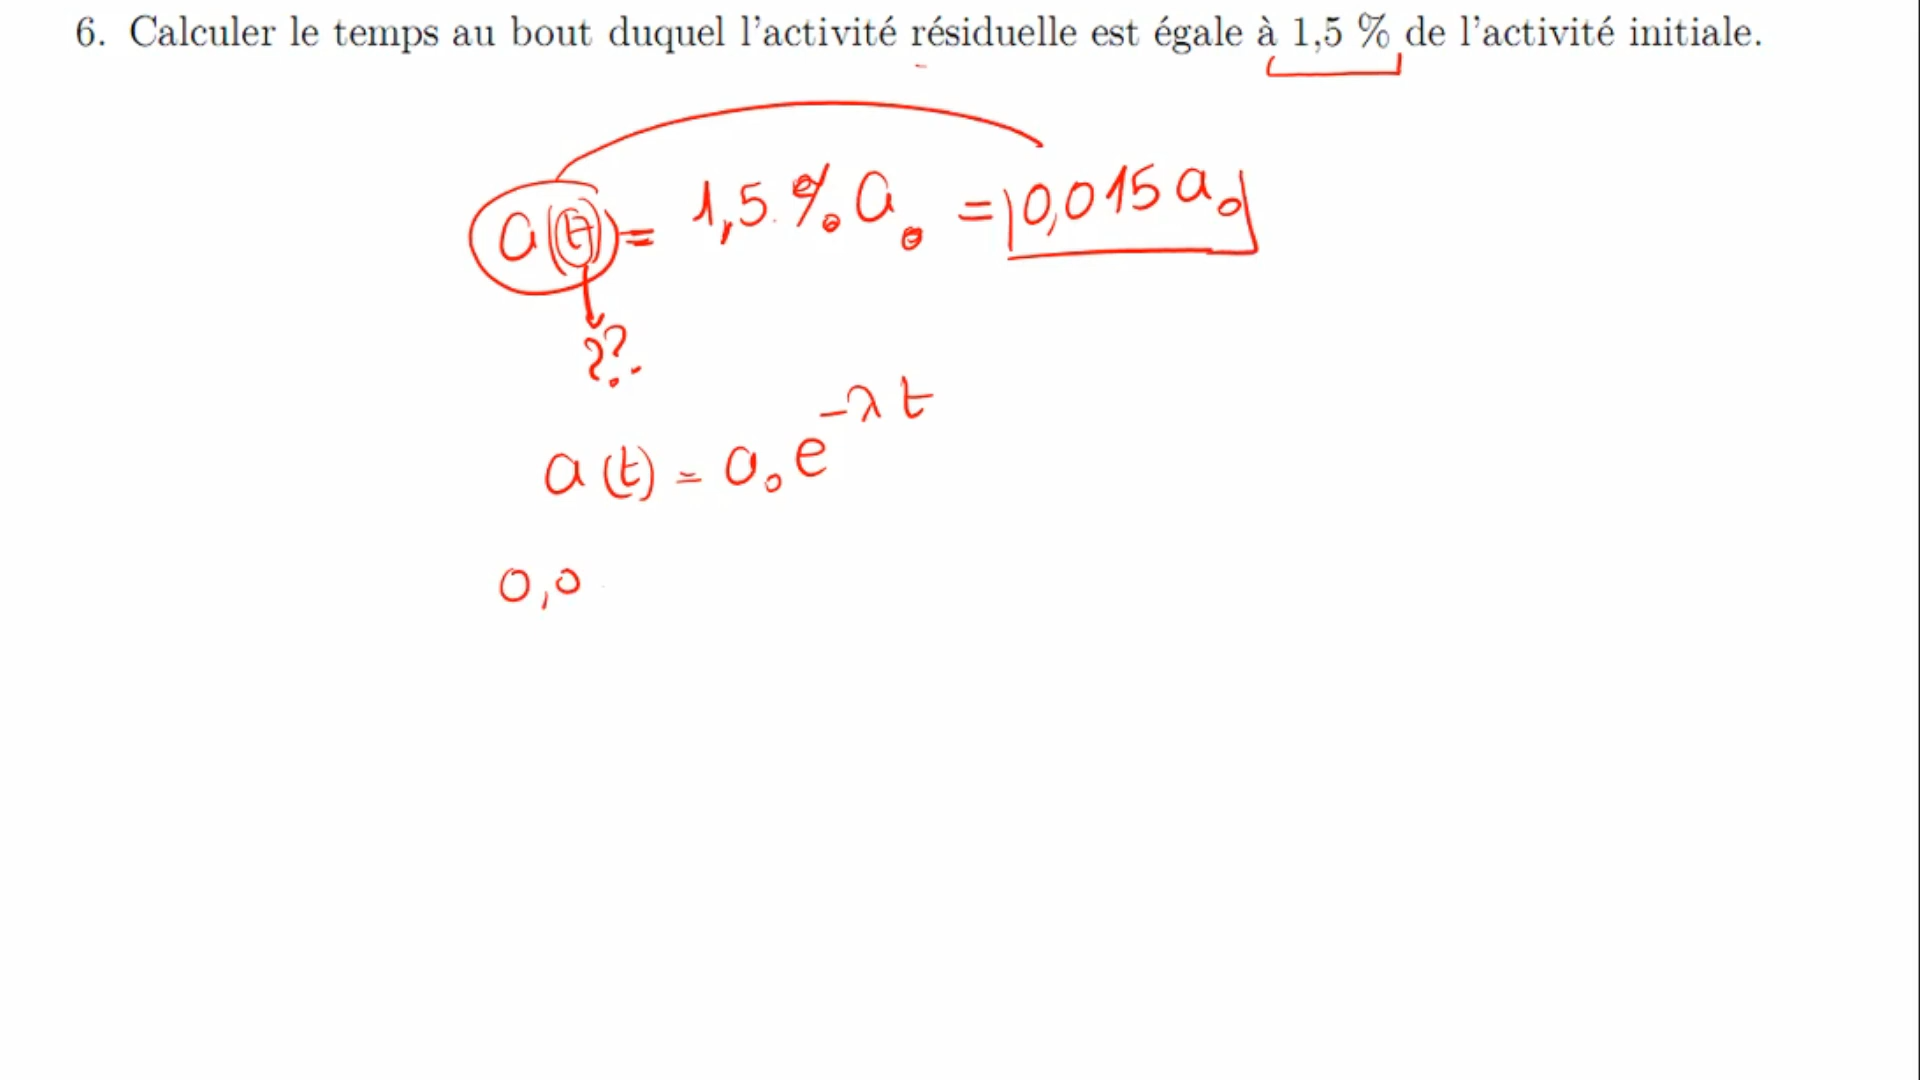 6. Calculer le temps au bout duquel l'activité résiduelle est égale à 1,5 % de l'activité initiale.
a(t) = 1,5 % a₀ = 0,015 a₀
??
a(t) = a₀ e^{-λt}
0,0